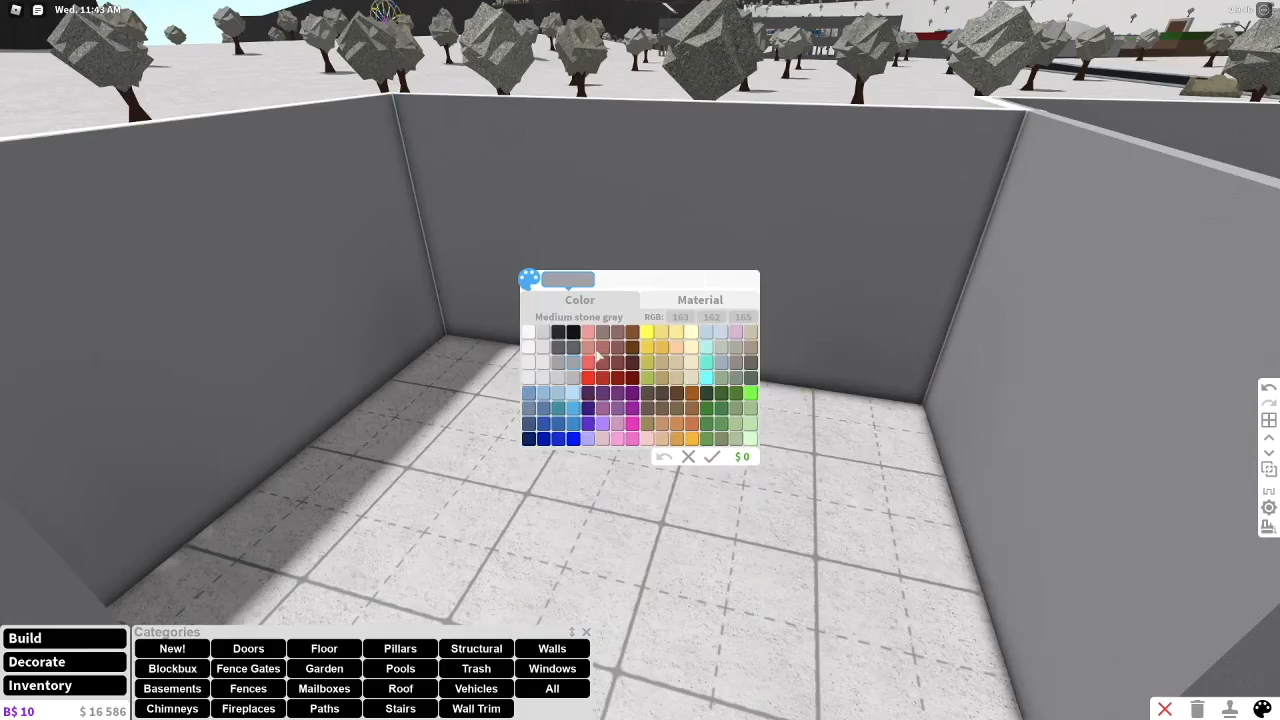 Wed. 11:43 AM
Color
Material
Medium stone grey
RGB: 163 162 165
$ 0
Categories
New! Doors Floor Pillars Structural Walls
Blockbux Fence Gates Garden Pools Trash Windows
Basements Fences Mailboxes Roof Vehicles All
Chimneys Fireplaces Paths Stairs Wall Trim
Build
Decorate
Inventory
B$ 10 $ 16 586